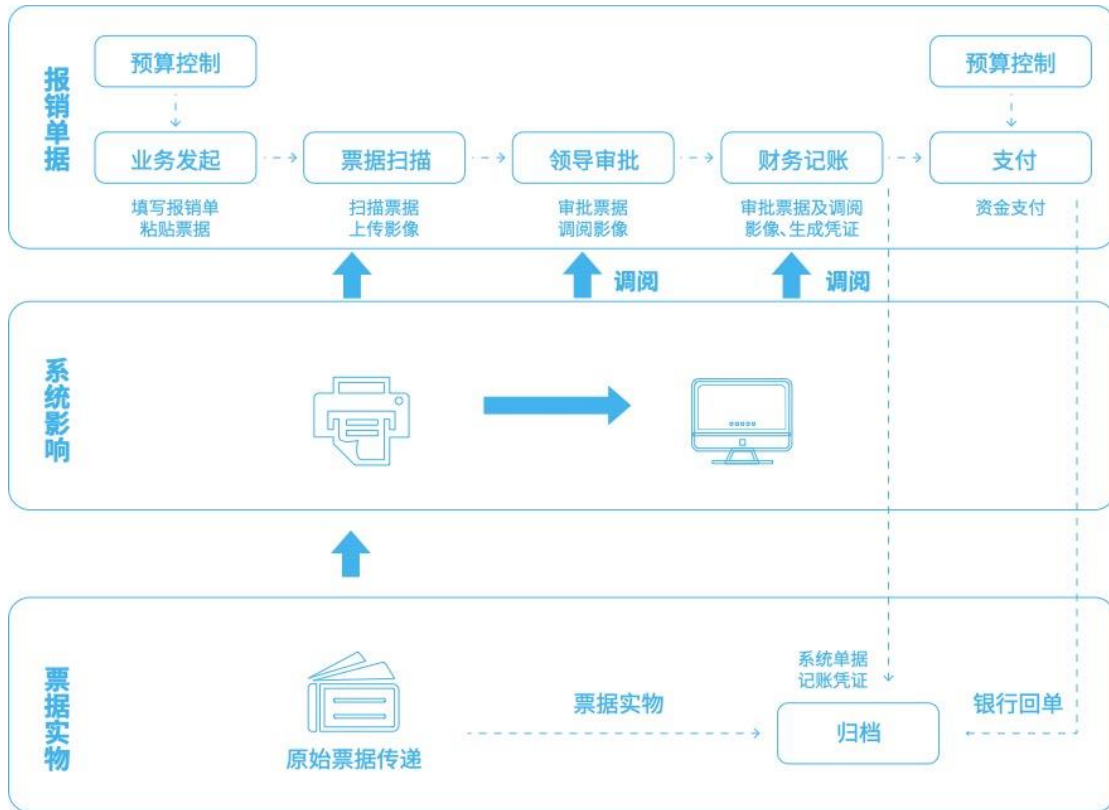 报销单据
预算控制
预算控制
业务发起
票据扫描
领导审批
财务记账
支付
填写报销单
粘贴票据
扫描票据
上传影像
审批票据
调阅影像
审批票据及调阅
影像、生成凭证
资金支付
调阅
调阅
系统影响
票据实物
原始票据传递
票据实物
系统单据
记账凭证
归档
银行回单